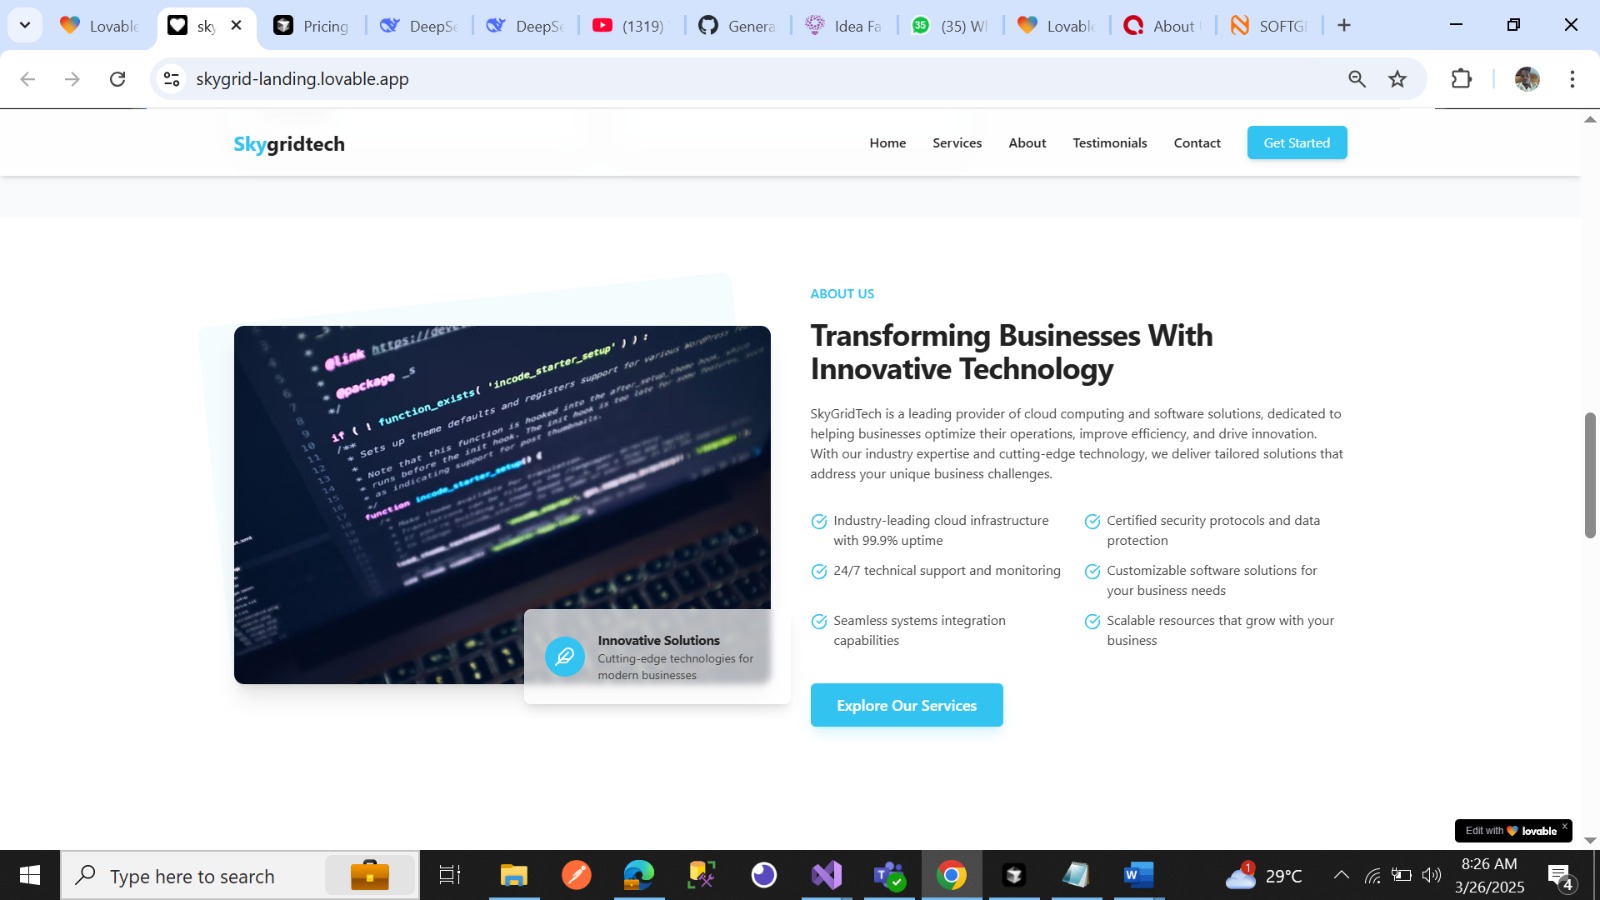 Lovable
sky
Pricing
DeepSe
DeepSe
(1319)
Genera
Idea Fa
(35) W
Lovable
About
SOFTGI
skygrid-landing.lovable.app
Skygridtech
Home
Services
About
Testimonials
Contact
Get Started
@link https://deve
* @package _s
*/
if ( ! function_exists( 'incode_starter_setup' ) ) :
/**
* Sets up theme defaults and registers support for various WordPress
* Note that this function is hooked into the after_setup_theme hook, which
* runs before the init hook. The init hook is too late for some features, such
* as indicating support for post thumbnails.
*/
function incode_starter_setup() {
Innovative Solutions
Cutting-edge technologies for
modern businesses
ABOUT US
Transforming Businesses With
Innovative Technology
SkyGridTech is a leading provider of cloud computing and software solutions, dedicated to
helping businesses optimize their operations, improve efficiency, and drive innovation.
With our industry expertise and cutting-edge technology, we deliver tailored solutions that
address your unique business challenges.
Industry-leading cloud infrastructure
with 99.9% uptime
Certified security protocols and data
protection
24/7 technical support and monitoring
Customizable software solutions for
your business needs
Seamless systems integration
capabilities
Scalable resources that grow with your
business
Explore Our Services
Edit with lovable
Type here to search
29°C
8:26 AM
3/26/2025
4